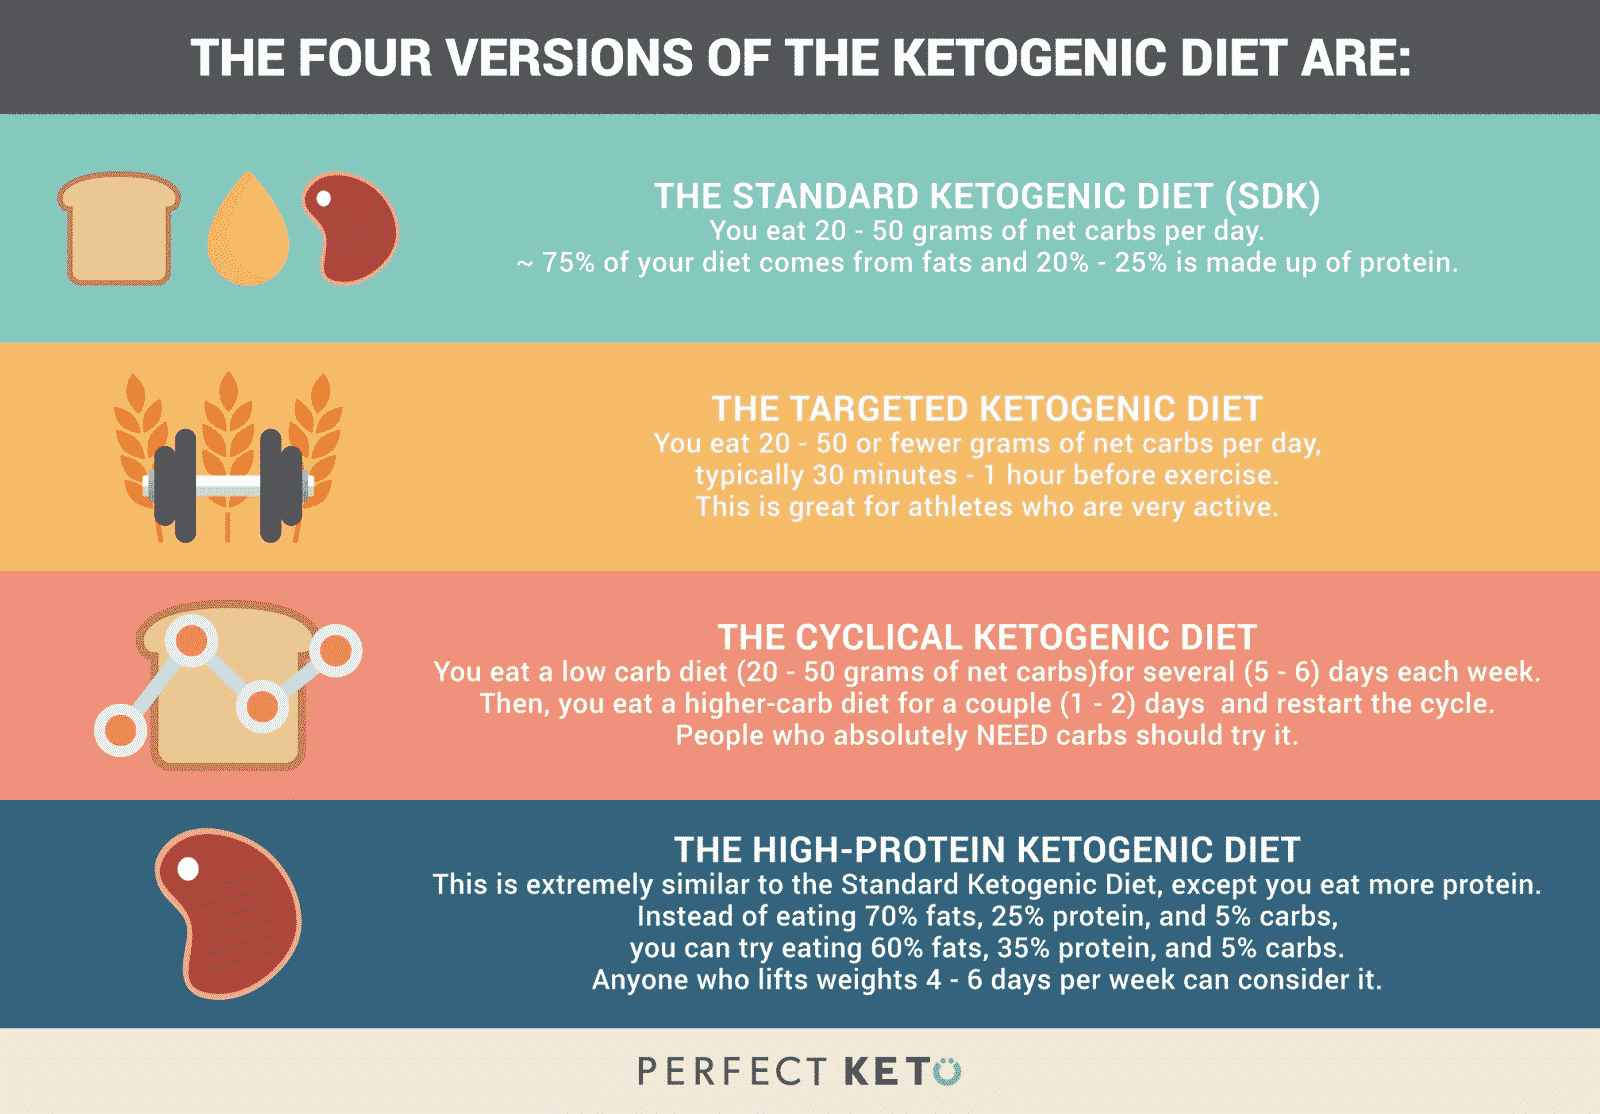 THE FOUR VERSIONS OF THE KETOGENIC DIET ARE:
THE STANDARD KETOGENIC DIET (SDK)
You eat 20 - 50 grams of net carbs per day.
~ 75% of your diet comes from fats and 20% - 25% is made up of protein.
THE TARGETED KETOGENIC DIET
You eat 20 - 50 or fewer grams of net carbs per day,
typically 30 minutes - 1 hour before exercise.
This is great for athletes who are very active.
THE CYCLICAL KETOGENIC DIET
You eat a low carb diet (20 - 50 grams of net carbs)for several (5 - 6) days each week.
Then, you eat a higher-carb diet for a couple (1 - 2) days  and restart the cycle.
People who absolutely NEED carbs should try it.
THE HIGH-PROTEIN KETOGENIC DIET
This is extremely similar to the Standard Ketogenic Diet, except you eat more protein.
Instead of eating 70% fats, 25% protein, and 5% carbs,
you can try eating 60% fats, 35% protein, and 5% carbs.
Anyone who lifts weights 4 - 6 days per week can consider it.
PERFECT KETO